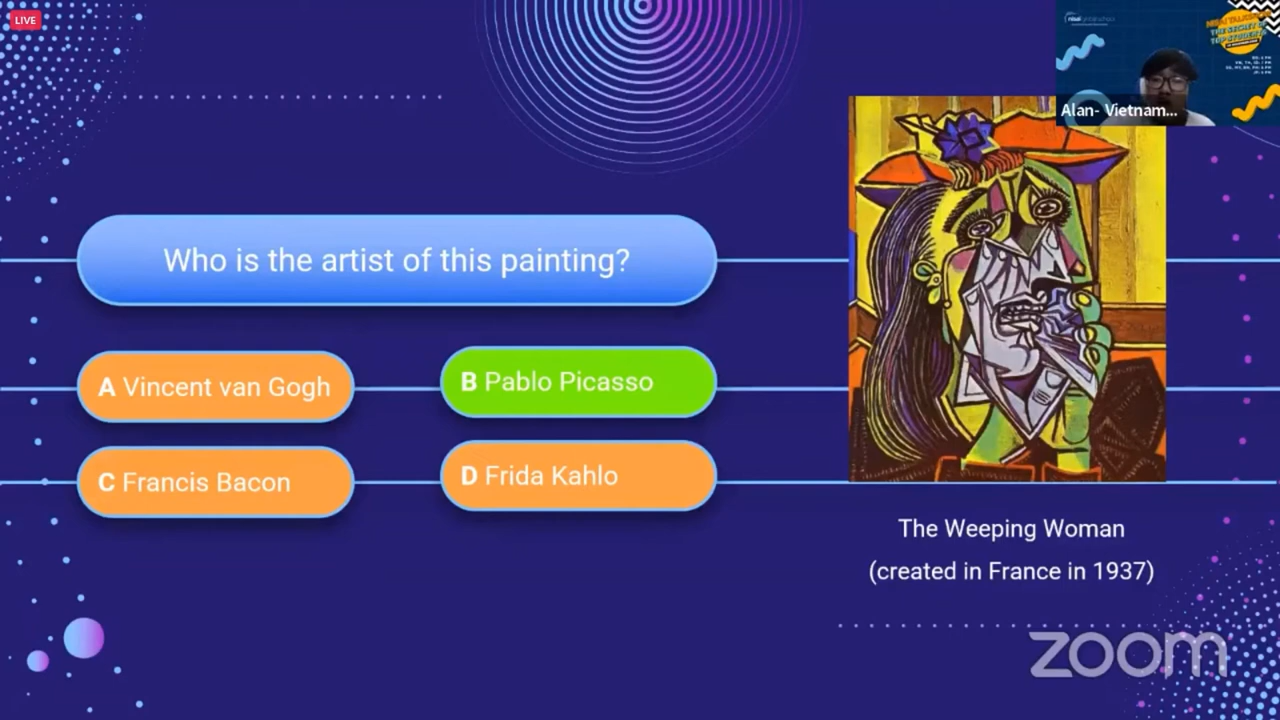 LIVE
Alan- Vietnam...
Who is the artist of this painting?
A Vincent van Gogh
B Pablo Picasso
C Francis Bacon
D Frida Kahlo
The Weeping Woman
(created in France in 1937)
zoom